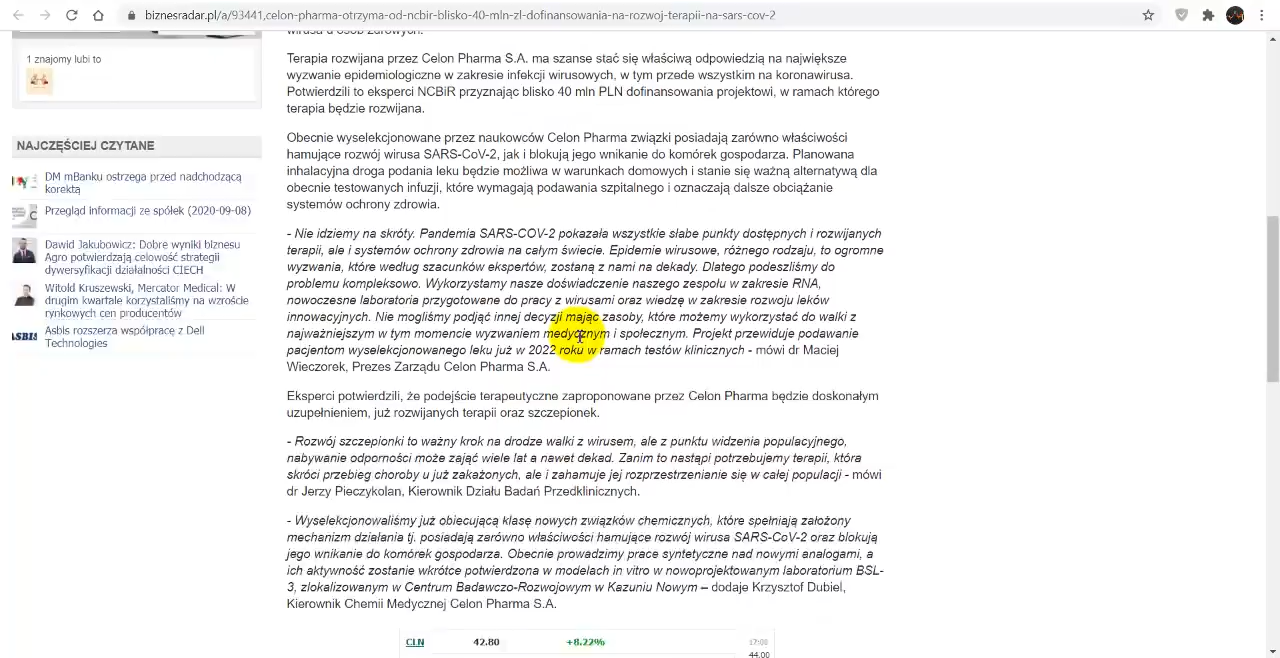 biznesradar.pl/a/93441,celon-pharma-otrzyma-od-ncbir-blisko-40-mln-zl-dofinansowania-na-rozwoj-terapii-na-sars-cov-2
wirusa u osób zdrowych.
1 znajomy lubi to
Terapia rozwijana przez Celon Pharma S.A. ma szanse stać się właściwą odpowiedzią na największe
wyzwanie epidemiologiczne w zakresie infekcji wirusowych, w tym przede wszystkim na koronawirusa.
Potwierdzili to eksperci NCBiR przyznając blisko 40 mln PLN dofinansowania projektowi, w ramach którego
terapia będzie rozwijana.
NAJCZĘŚCIEJ CZYTANE
DM mBanku ostrzega przed nadchodzącą
korektą
Przegląd informacji ze spółek (2020-09-08)
Dawid Jakubowicz: Dobre wyniki biznesu
Agro potwierdzają celowość strategii
dywersyfikacji działalności CIECH
Witold Kruszewski, Mercator Medical: W
drugim kwartale korzystaliśmy na wzroście
rynkowych cen producentów
ASBIS
Asbis rozszerza współpracę z Dell
Technologies
Obecnie wyselekcjonowane przez naukowców Celon Pharma związki posiadają zarówno właściwości
hamujące rozwój wirusa SARS-CoV-2, jak i blokują jego wnikanie do komórek gospodarza. Planowana
inhalacyjna droga podania leku będzie możliwa w warunkach domowych i stanie się ważną alternatywą dla
obecnie testowanych infuzji, które wymagają podawania szpitalnego i oznaczają dalsze obciążanie
systemów ochrony zdrowia.
- Nie idziemy na skróty. Pandemia SARS-COV-2 pokazała wszystkie słabe punkty dostępnych i rozwijanych
terapii, ale i systemów ochrony zdrowia na całym świecie. Epidemie wirusowe, różnego rodzaju, to ogromne
wyzwania, które według szacunków ekspertów, zostaną z nami na dekady. Dlatego podeszliśmy do
problemu kompleksowo. Wykorzystamy nasze doświadczenie naszego zespołu w zakresie RNA,
nowoczesne laboratoria przygotowane do pracy z wirusami oraz wiedzę w zakresie rozwoju leków
innowacyjnych. Nie mogliśmy podjąć innej decyzji mając zasoby, które możemy wykorzystać do walki z
najważniejszym w tym momencie wyzwaniem medycznym i społecznym. Projekt przewiduje podawanie
pacjentom wyselekcjonowanego leku już w 2022 roku w ramach testów klinicznych - mówi dr Maciej
Wieczorek, Prezes Zarządu Celon Pharma S.A.
Eksperci potwierdzili, że podejście terapeutyczne zaproponowane przez Celon Pharma będzie doskonałym
uzupełnieniem, już rozwijanych terapii oraz szczepionek.
- Rozwój szczepionki to ważny krok na drodze walki z wirusem, ale z punktu widzenia populacyjnego,
nabywanie odporności może zająć wiele lat a nawet dekad. Zanim to nastąpi potrzebujemy terapii, która
skróci przebieg choroby u już zakażonych, ale i zahamuje jej rozprzestrzenianie się w całej populacji - mówi
dr Jerzy Pieczykolan, Kierownik Działu Badań Przedklinicznych.
- Wyselekcjonowaliśmy już obiecującą klasę nowych związków chemicznych, które spełniają założony
mechanizm działania tj. posiadają zarówno właściwości hamujące rozwój wirusa SARS-CoV-2 oraz blokują
jego wnikanie do komórek gospodarza. Obecnie prowadzimy prace syntetyczne nad nowymi analogami, a
ich aktywność zostanie wkrótce potwierdzona w modelach in vitro w nowoprojektowanym laboratorium BSL-
3, zlokalizowanym w Centrum Badawczo-Rozwojowym w Kazuniu Nowym – dodaje Krzysztof Dubiel,
Kierownik Chemii Medycznej Celon Pharma S.A.
CLN 42.80 +8.22% 17:08
44.00